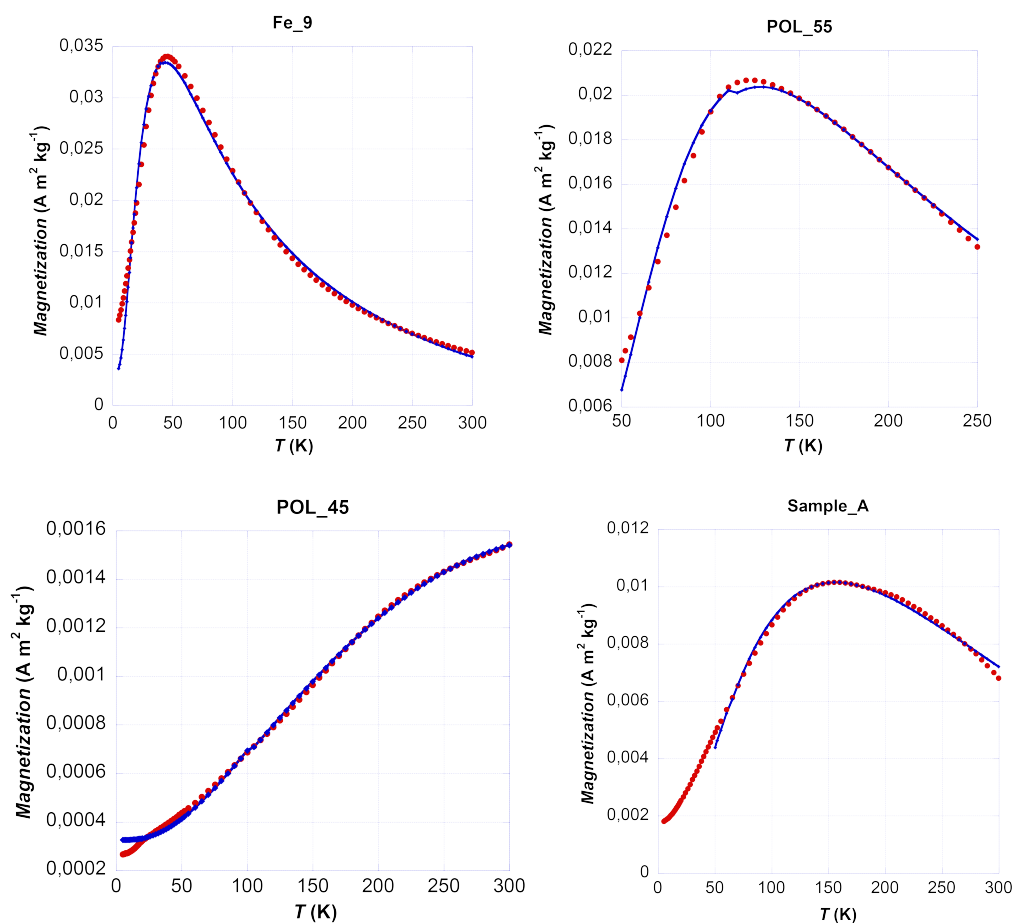 Fe_9
0,035
0,03
0,025
0,02
0,015
0,01
0,005
0
Magnetization (A m² kg⁻¹)
0 50 100 150 200 250 300
T (K)
POL_55
0,022
0,02
0,018
0,016
0,014
0,012
0,01
0,008
0,006
Magnetization (A m² kg⁻¹)
50 100 150 200 250
T (K)
POL_45
0,0016
0,0014
0,0012
0,001
0,0008
0,0006
0,0004
0,0002
Magnetization (A m² kg⁻¹)
0 50 100 150 200 250 300
T (K)
Sample_A
0,012
0,01
0,008
0,006
0,004
0,002
0
Magnetization (A m² kg⁻¹)
0 50 100 150 200 250 300
T (K)